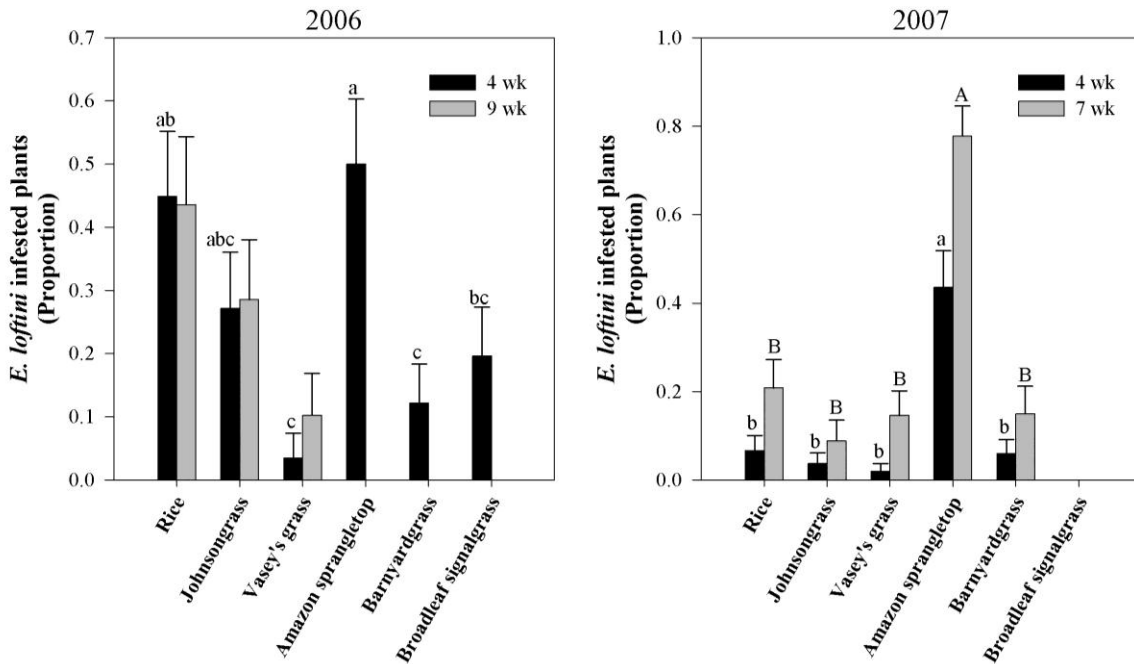 2006
E. loftini infested plants
(Proportion)
0.7
0.6
0.5
0.4
0.3
0.2
0.1
0.0
4 wk
9 wk
ab
abc
c
a
c
bc
Rice
Johnsongrass
Vasey's grass
Amazon sprangletop
Barnyardgrass
Broadleaf signalgrass
2007
E. loftini infested plants
(Proportion)
1.0
0.8
0.6
0.4
0.2
0.0
4 wk
7 wk
b
B
b
B
b
B
a
A
b
B
Rice
Johnsongrass
Vasey's grass
Amazon sprangletop
Barnyardgrass
Broadleaf signalgrass